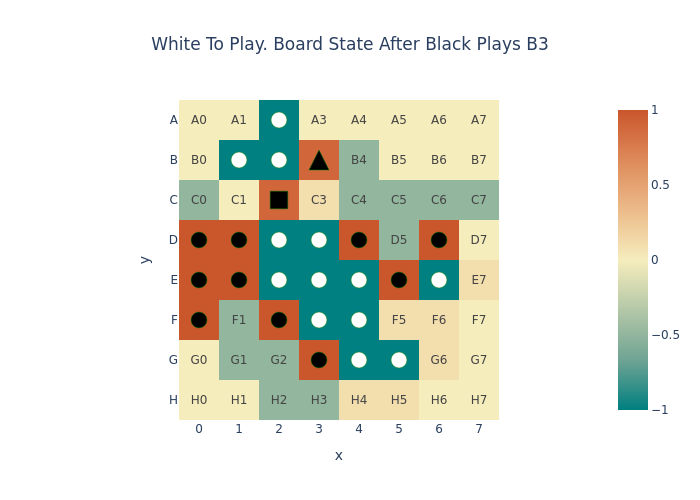 White To Play. Board State After Black Plays B3
A A0 A1 A3 A4 A5 A6 A7
B B0 B4 B5 B6 B7
C C0 C1 C3 C4 C5 C6 C7
D D5 D7
E E7
F F1 F5 F6 F7
G G0 G1 G2 G6 G7
H H0 H1 H2 H3 H4 H5 H6 H7
0 1 2 3 4 5 6 7
x
y
1
0.5
0
−0.5
−1